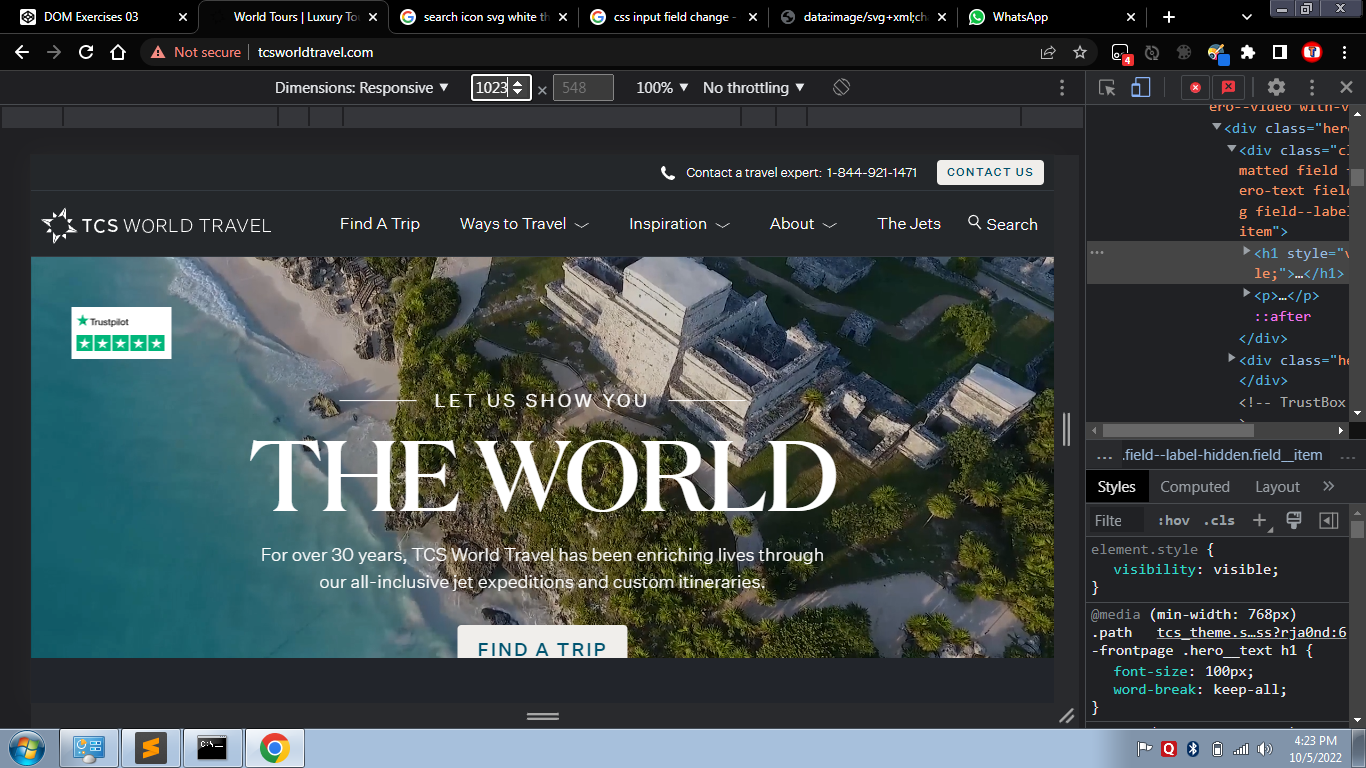 DOM Exercises 03
World Tours | Luxury To
search icon svg white th
css input field change -
data:image/svg+xml;ch
WhatsApp
Not secure
tcsworldtravel.com
4
Dimensions: Responsive
1023
×
548
100%
No throttling
ero--video with-v
<div class="hero
<div class="cl
matted field t
ero-text fiel
g field--labe
item">
<h1 style="v
le;">…</h1>
<p>…</p>
::after
</div>
<div class="he
</div>
<!-- TrustBox
Contact a travel expert: 1-844-921-1471
CONTACT US
TCS WORLD TRAVEL
Find A Trip
Ways to Travel
Inspiration
About
The Jets
Search
Trustpilot
LET US SHOW YOU
THE WORLD
For over 30 years, TCS World Travel has been enriching lives through
our all-inclusive jet expeditions and custom itineraries.
FIND A TRIP
...
.field--label-hidden.field__item
...
Styles
Computed
Layout
Filte
:hov
.cls
element.style {
visibility: visible;
}
@media (min-width: 768px)
.path
tcs_theme.s…ss?rja0nd:6
-frontpage .hero__text h1 {
font-size: 100px;
word-break: keep-all;
}
4:23 PM
10/5/2022